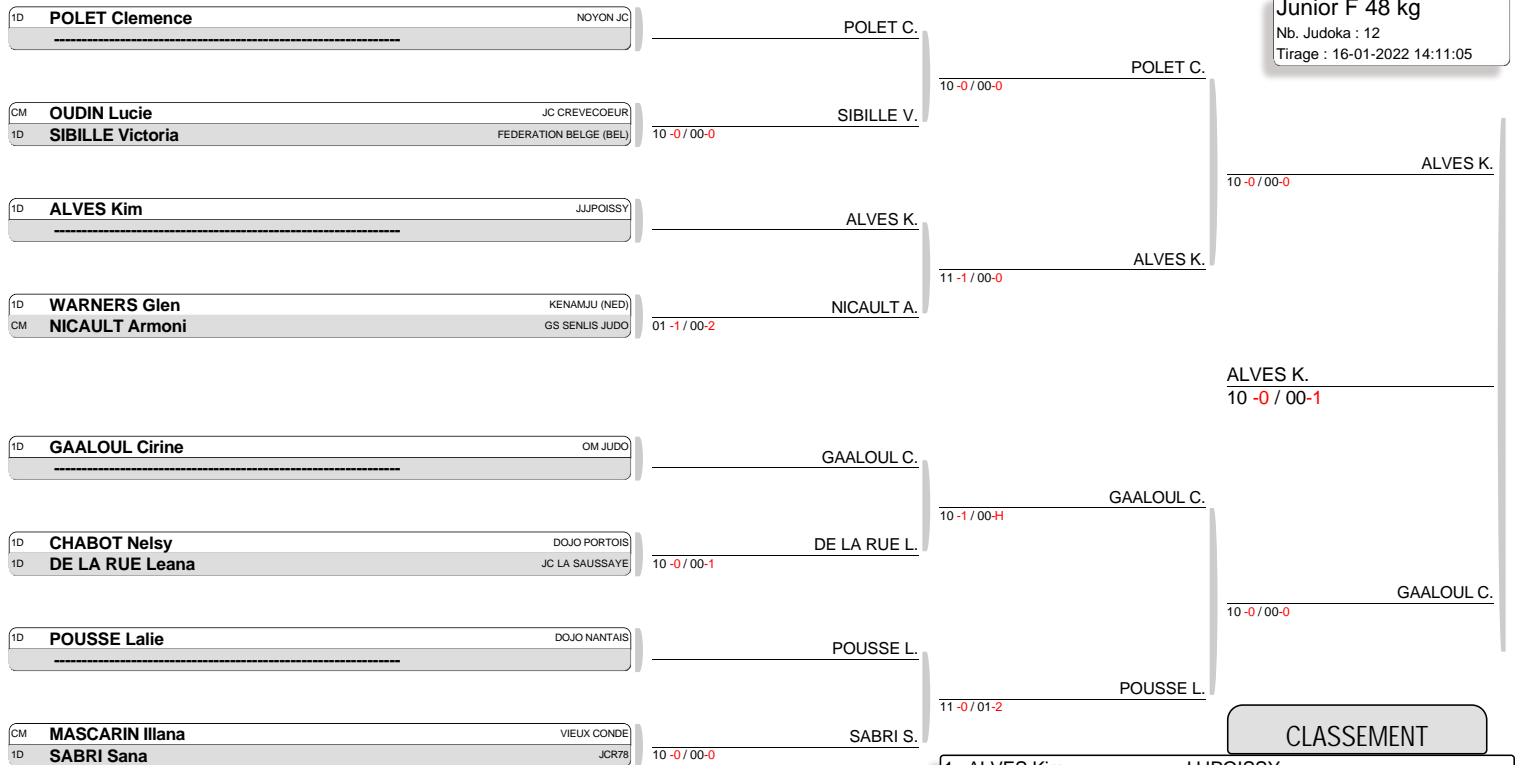 Junior F 48 kg
Nb. Judoka : 12
Tirage : 16-01-2022 14:11:05
1D POLET Clemence NOYON JC
------------------------------------------------------------------
POLET C.
POLET C.
10 -0 / 00-0
CM OUDIN Lucie JC CREVECOEUR
1D SIBILLE Victoria FEDERATION BELGE (BEL)
SIBILLE V.
10 -0 / 00-0
ALVES K.
10 -0 / 00-0
1D ALVES Kim JJJPOISSY
------------------------------------------------------------------
ALVES K.
ALVES K.
11 -1 / 00-0
1D WARNERS Glen KENAMJU (NED)
CM NICAULT Armoni GS SENLIS JUDO
NICAULT A.
01 -1 / 00-2
ALVES K.
10 -0 / 00-1
1D GAALOUL Cirine OM JUDO
------------------------------------------------------------------
GAALOUL C.
GAALOUL C.
10 -1 / 00-H
1D CHABOT Nelsy DOJO PORTOIS
1D DE LA RUE Leana JC LA SAUSSAYE
DE LA RUE L.
10 -0 / 00-1
GAALOUL C.
10 -0 / 00-0
1D POUSSE Lalie DOJO NANTAIS
------------------------------------------------------------------
POUSSE L.
POUSSE L.
11 -0 / 01-2
CM MASCARIN Illana VIEUX CONDE
1D SABRI Sana JCR78
SABRI S.
10 -0 / 00-0
CLASSEMENT